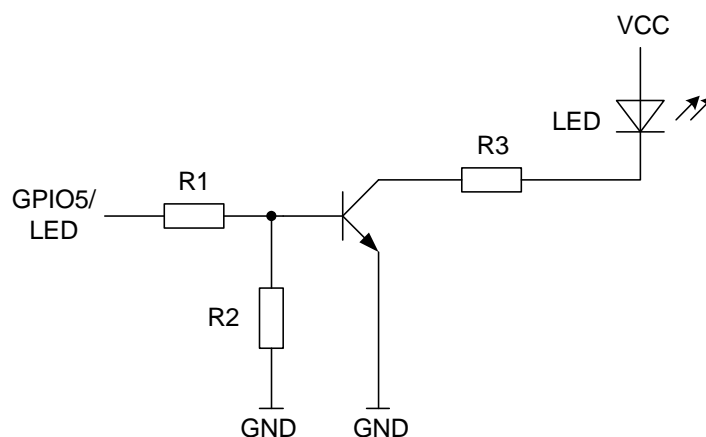 VCC
LED
R3
R1
GPIO5/
LED
R2
GND
GND